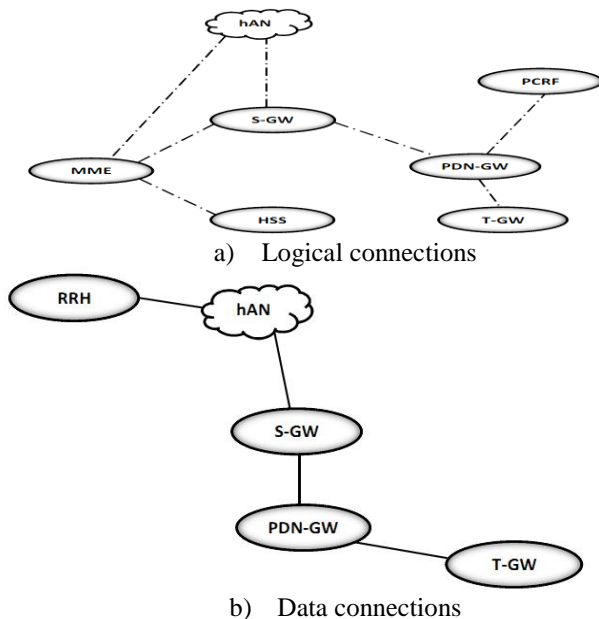 hAN
PCRF
S-GW
PDN-GW
MME
HSS
T-GW
a) Logical connections
RRH
hAN
S-GW
PDN-GW
T-GW
b) Data connections